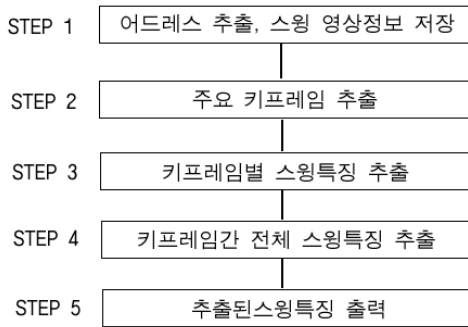 STEP 1 어드레스 추출, 스윙 영상정보 저장
STEP 2 주요 키프레임 추출
STEP 3 키프레임별 스윙특징 추출
STEP 4 키프레임간 전체 스윙특징 추출
STEP 5 추출된스윙특징 출력